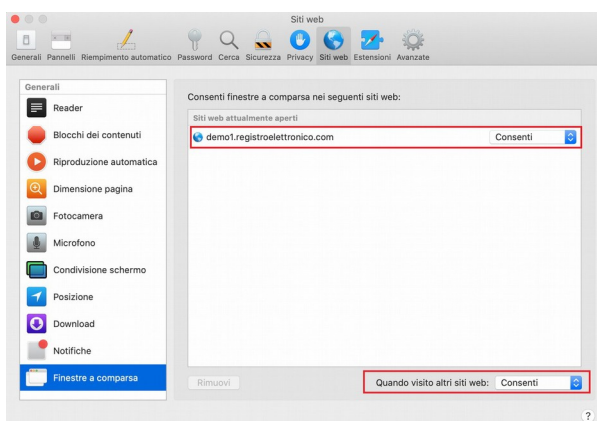 Siti web
Generali Pannelli Riempimento automatico Password Cerca Sicurezza Privacy Siti web Estensioni Avanzate
Generali
Reader
Blocchi dei contenuti
Riproduzione automatica
Dimensione pagina
Fotocamera
Microfono
Condivisione schermo
Posizione
Download
Notifiche
Finestre a comparsa
Consenti finestre a comparsa nei seguenti siti web:
Siti web attualmente aperti
demo1.registroelettronico.com Consenti
Rimuovi Quando visito altri siti web: Consenti
?